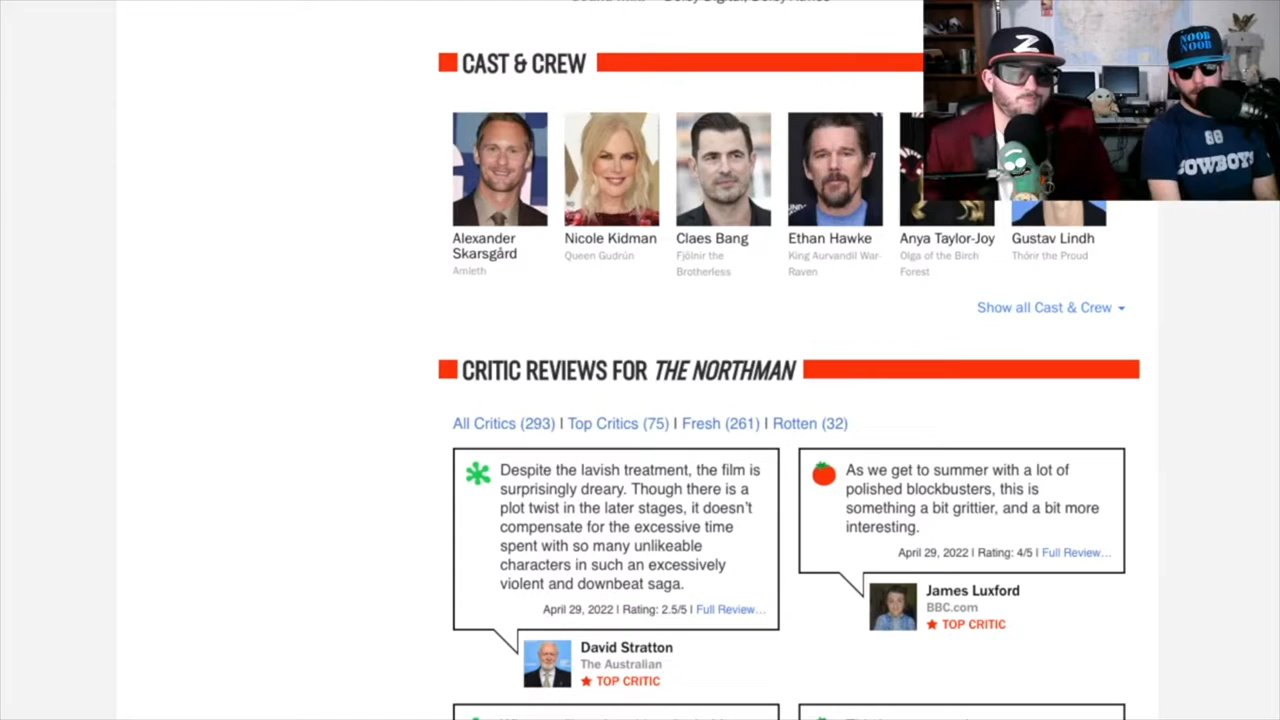 CAST & CREW
Z
NOOB
NOOB
88
COWBOYS
Alexander
Skarsgård
Amleth
Nicole Kidman
Queen Gudrún
Claes Bang
Fjölnir the
Brotherless
Ethan Hawke
King Aurvandil War-
Raven
Anya Taylor-Joy
Olga of the Birch
Forest
Gustav Lindh
Thórir the Proud
Show all Cast & Crew
CRITIC REVIEWS FOR THE NORTHMAN
All Critics (293) | Top Critics (75) | Fresh (261) | Rotten (32)
Despite the lavish treatment, the film is
surprisingly dreary. Though there is a
plot twist in the later stages, it doesn't
compensate for the excessive time
spent with so many unlikeable
characters in such an excessively
violent and downbeat saga.
April 29, 2022 | Rating: 2.5/5 | Full Review...
David Stratton
The Australian
TOP CRITIC
As we get to summer with a lot of
polished blockbusters, this is
something a bit grittier, and a bit more
interesting.
April 29, 2022 | Rating: 4/5 | Full Review...
James Luxford
BBC.com
TOP CRITIC